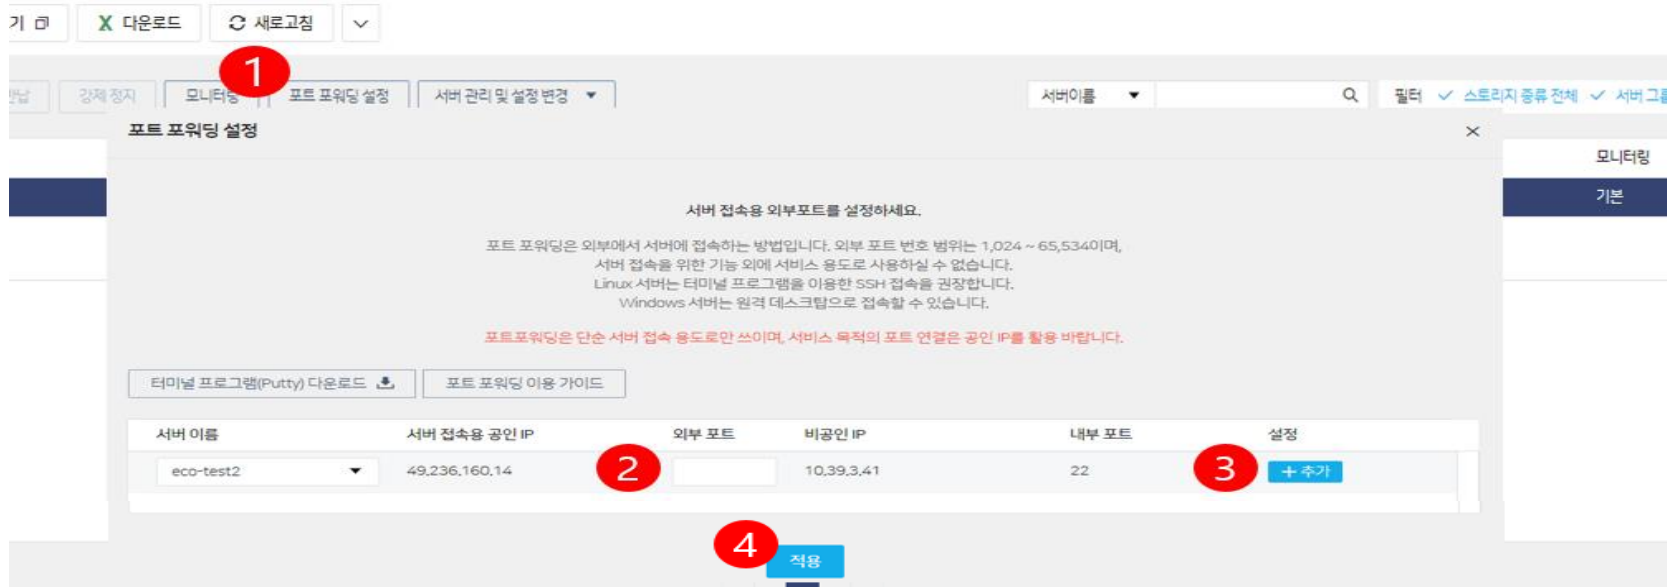 기
다운로드
새로고침
1
강제 정지
모니터링
포트 포워딩 설정
서버 관리 및 설정 변경
서버이름
필터
스토리지 종류 전체
서버 그룹
포트 포워딩 설정
모니터링
기본
서버 접속용 외부포트를 설정하세요.
포트 포워딩은 외부에서 서버에 접속하는 방법입니다. 외부 포트 번호 범위는 1,024 ~ 65,534이며,
서버 접속을 위한 기능 외에 서비스 용도로 사용하실 수 없습니다.
Linux 서버는 터미널 프로그램을 이용한 SSH 접속을 권장합니다.
Windows 서버는 원격 데스크탑으로 접속할 수 있습니다.
포트포워딩은 단순 서버 접속 용도로만 쓰이며, 서비스 목적의 포트 연결은 공인 IP를 활용 바랍니다.
터미널 프로그램(Putty) 다운로드
포트 포워딩 이용 가이드
서버 이름 서버 접속용 공인 IP 외부 포트 비공인 IP 내부 포트 설정
eco-test2 49.236.160.14 2 10.39.3.41 22 3 + 추가
4 적용